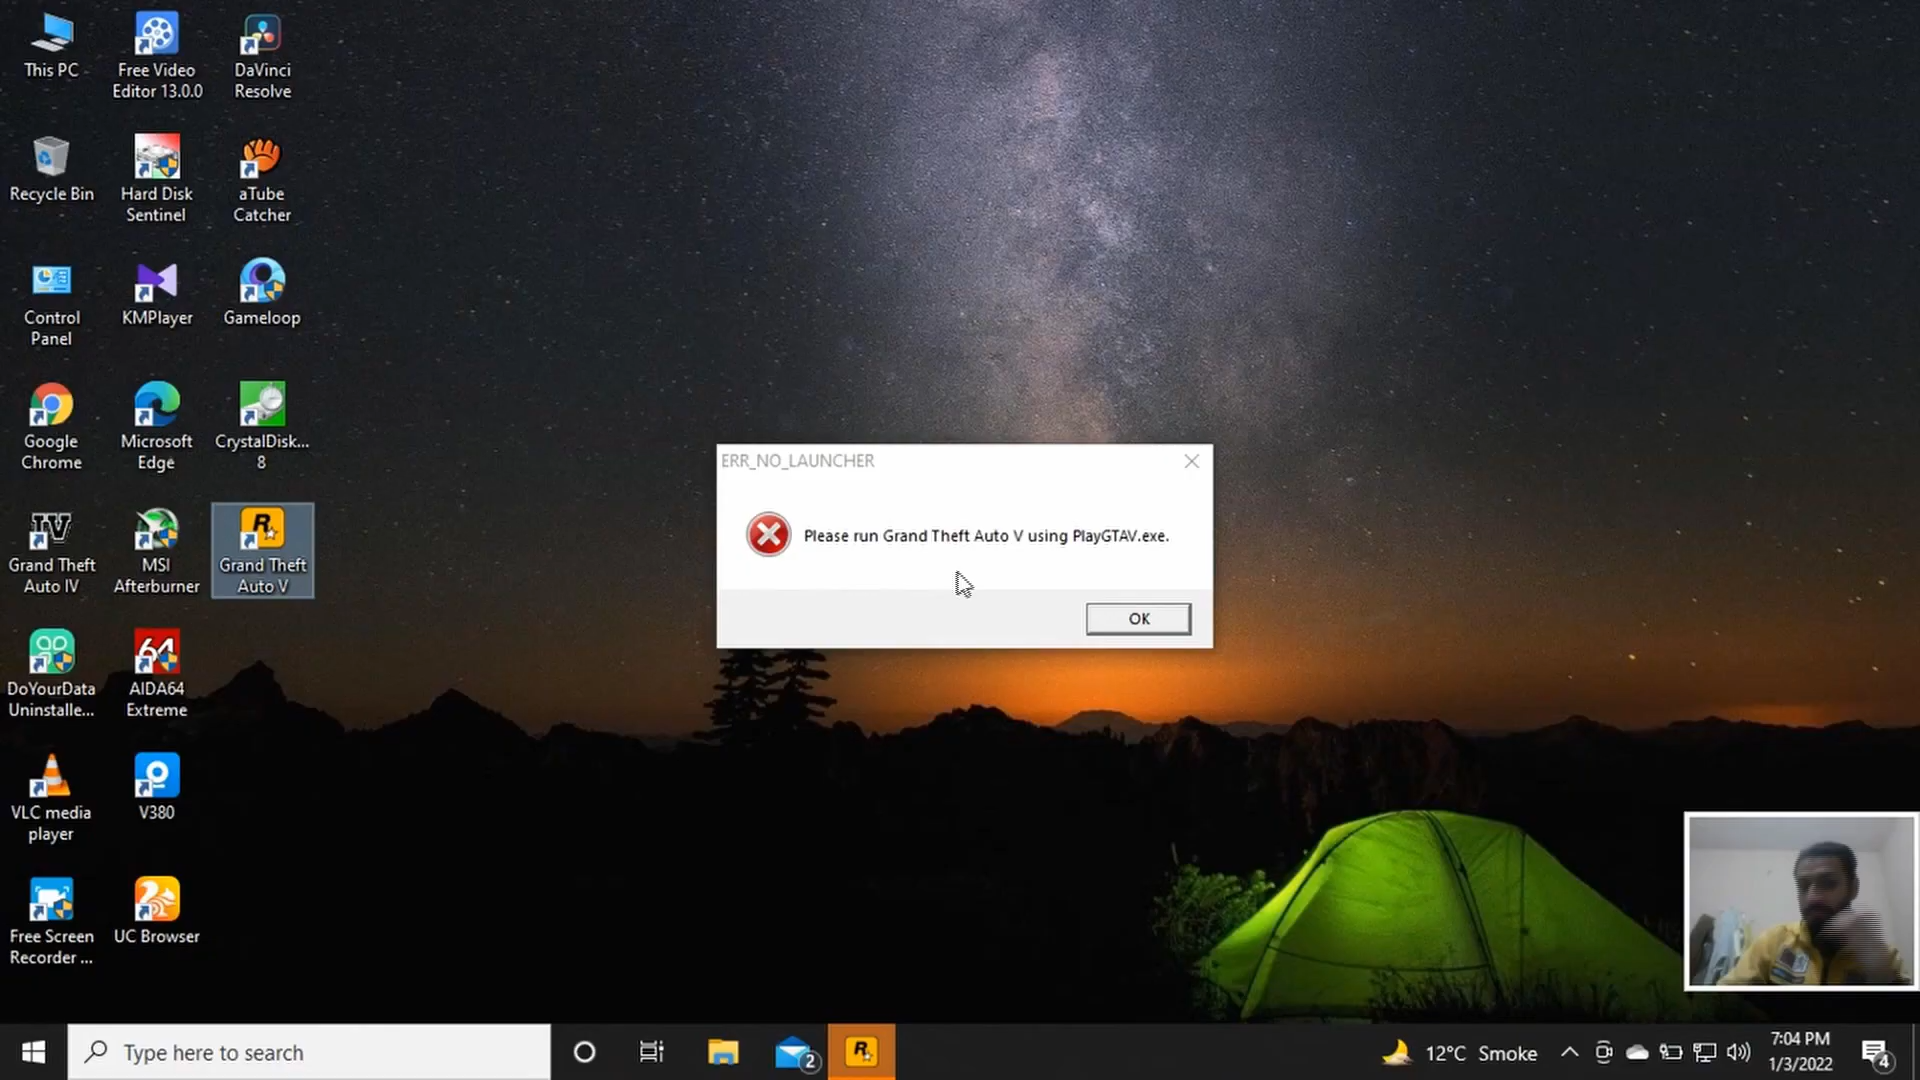 This PC
Free Video
Editor 13.0.0
DaVinci
Resolve
Recycle Bin
Hard Disk
Sentinel
aTube
Catcher
Control
Panel
KMPlayer
Gameloop
Google
Chrome
Microsoft
Edge
CrystalDisk...
8
Grand Theft
Auto IV
MSI
Afterburner
Grand Theft
Auto V
DoYourData
Uninstalle...
64
AIDA64
Extreme
VLC media
player
V380
Free Screen
Recorder ...
UC Browser
ERR_NO_LAUNCHER
Please run Grand Theft Auto V using PlayGTAV.exe.
OK
Type here to search
2
12°C Smoke
7:04 PM
1/3/2022
4